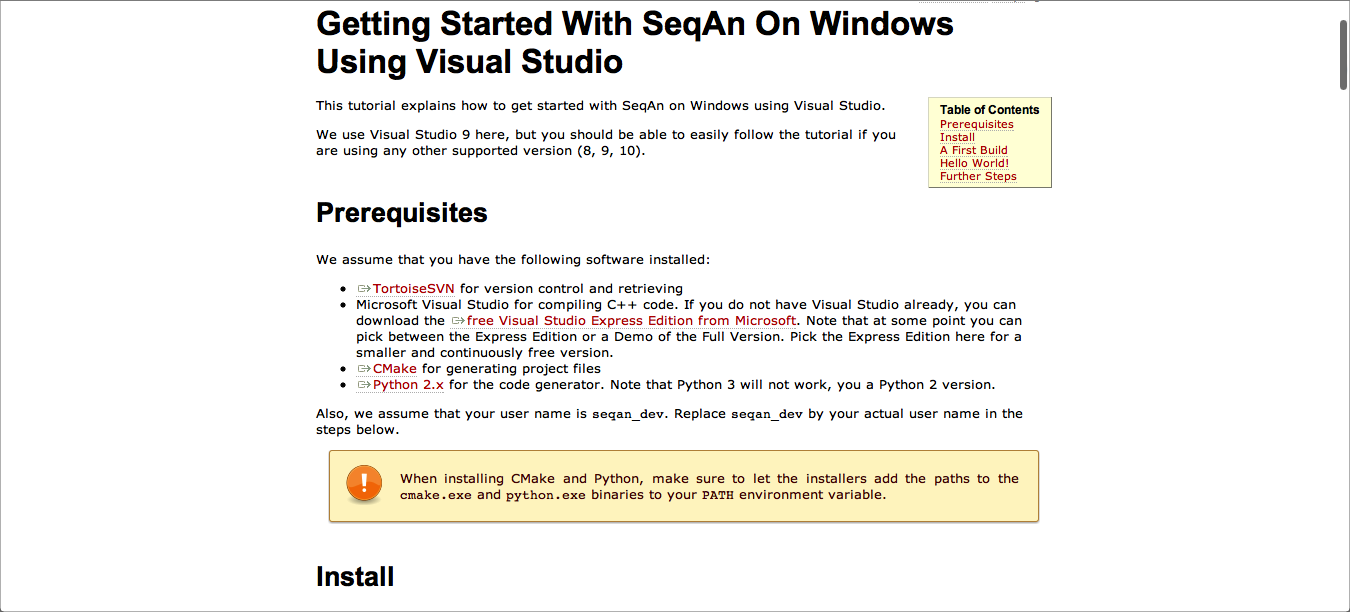 Getting Started With SeqAn On Windows
Using Visual Studio
This tutorial explains how to get started with SeqAn on Windows using Visual Studio.
We use Visual Studio 9 here, but you should be able to easily follow the tutorial if you
are using any other supported version (8, 9, 10).
Table of Contents
Prerequisites
Install
A First Build
Hello World!
Further Steps
Prerequisites
We assume that you have the following software installed:
TortoiseSVN for version control and retrieving
Microsoft Visual Studio for compiling C++ code. If you do not have Visual Studio already, you can
download the free Visual Studio Express Edition from Microsoft. Note that at some point you can
pick between the Express Edition or a Demo of the Full Version. Pick the Express Edition here for a
smaller and continuously free version.
CMake for generating project files
Python 2.x for the code generator. Note that Python 3 will not work, you a Python 2 version.
Also, we assume that your user name is seqan_dev. Replace seqan_dev by your actual user name in the
steps below.
When installing CMake and Python, make sure to let the installers add the paths to the
cmake.exe and python.exe binaries to your PATH environment variable.
Install